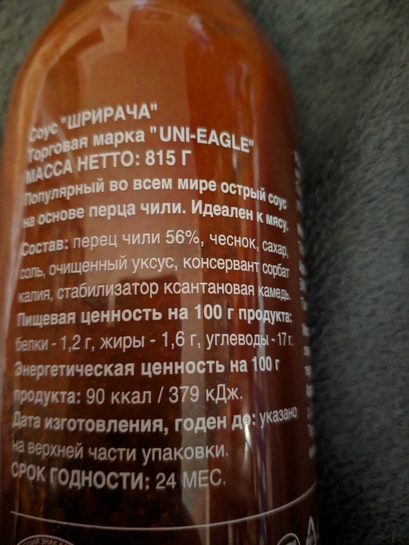 Соус "ШРИРАЧА"
Торговая марка "UNI-EAGLE"
МАССА НЕТТО: 815 Г
Популярный во всем мире острый соус
на основе перца чили. Идеален к мясу.
Состав: перец чили 56%, чеснок, сахар,
соль, очищенный уксус, консервант сорбат
калия, стабилизатор ксантановая камедь.
Пищевая ценность на 100 г продукта:
белки - 1,2 г, жиры - 1,6 г, углеводы - 17 г.
Энергетическая ценность на 100 г
продукта: 90 ккал / 379 кДж.
Дата изготовления, годен до: указано
на верхней части упаковки.
СРОК ГОДНОСТИ: 24 МЕС.